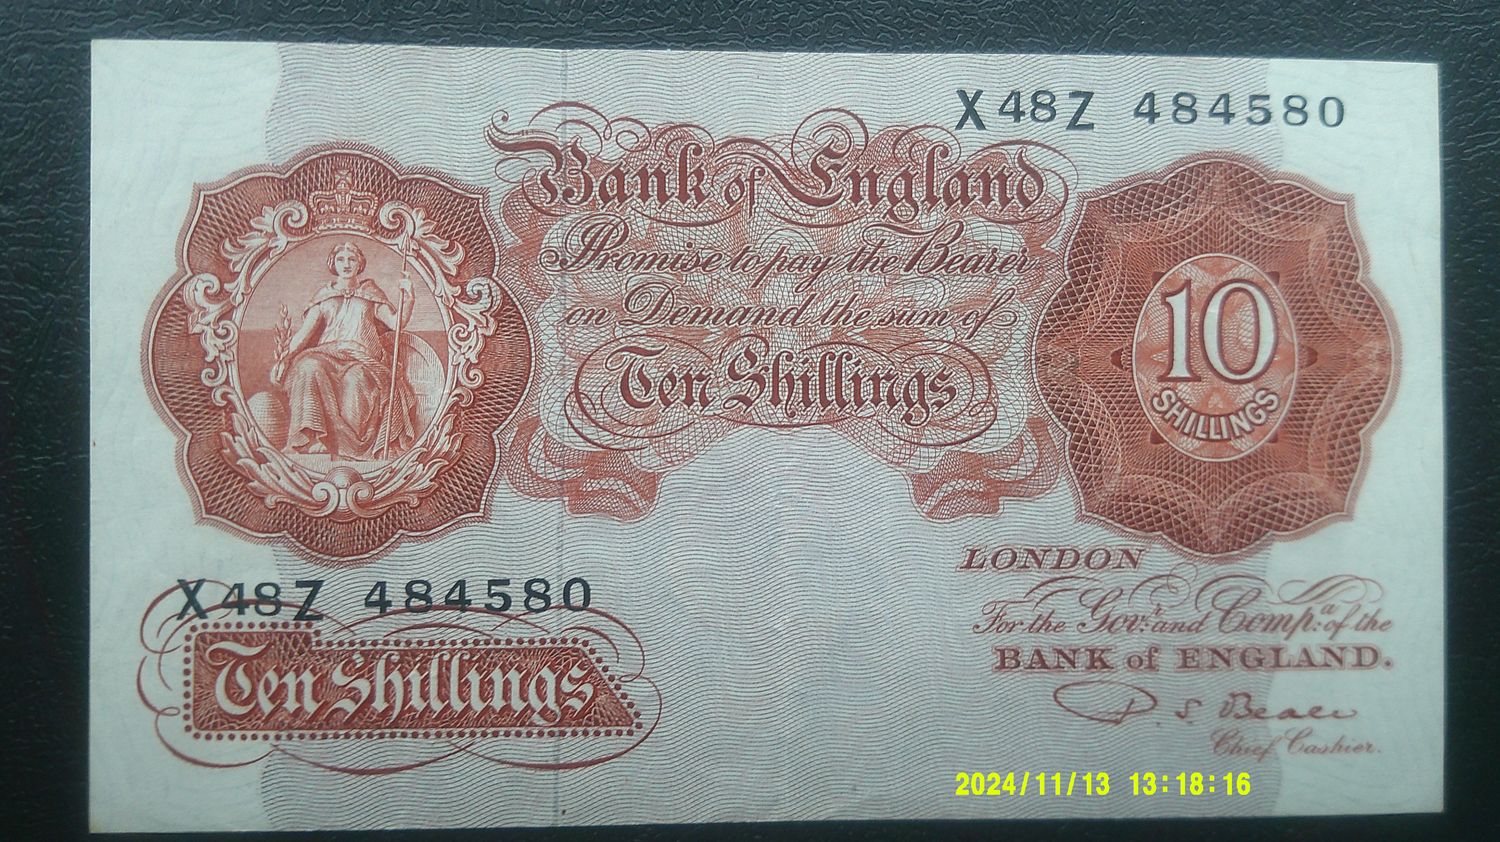 X48Z 484580
Bank of England
I Promise to pay the Bearer
on Demand the sum of
Ten Shillings
10
SHILLINGS
X48Z 484580
Ten Shillings
LONDON
For the Govr. and Compa. of the
BANK of ENGLAND.
P. S. Beale
Chief Cashier.
2024/11/13 13:18:16